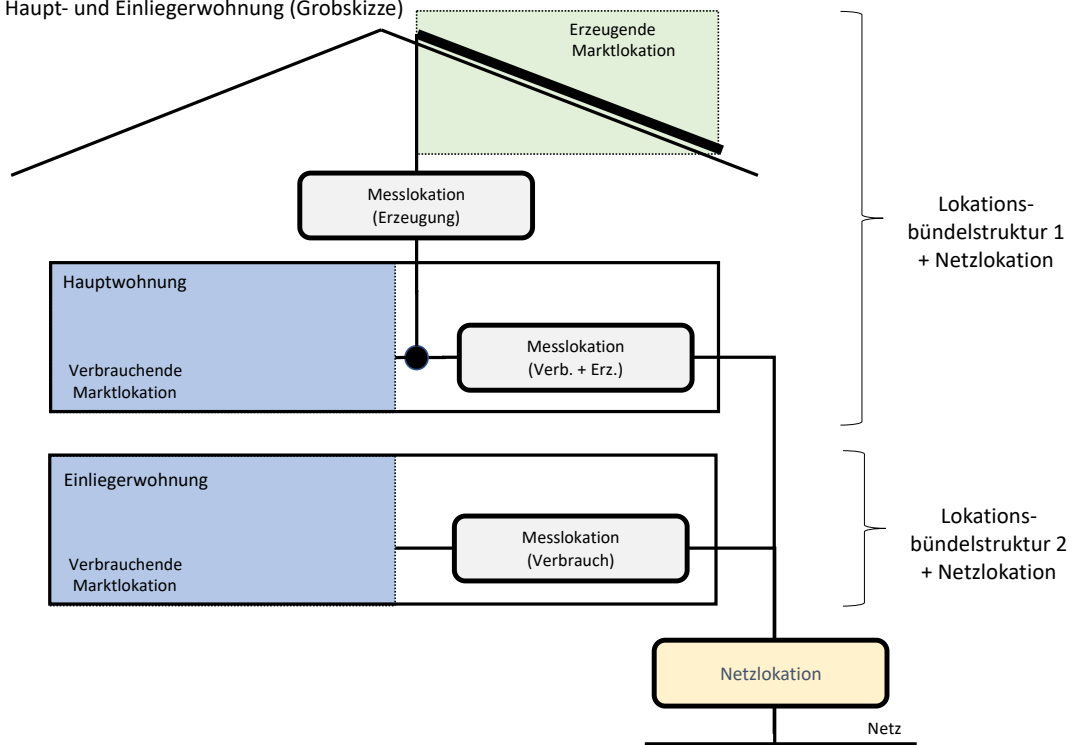 Haupt- und Einliegerwohnung (Grobskizze)
Erzeugende
Marktlokation
Messlokation
(Erzeugung)
Lokations-
bündelstruktur 1
+ Netzlokation
Hauptwohnung
Messlokation
(Verb. + Erz.)
Verbrauchende
Marktlokation
Einliegerwohnung
Messlokation
(Verbrauch)
Verbrauchende
Marktlokation
Lokations-
bündelstruktur 2
+ Netzlokation
Netzlokation
Netz